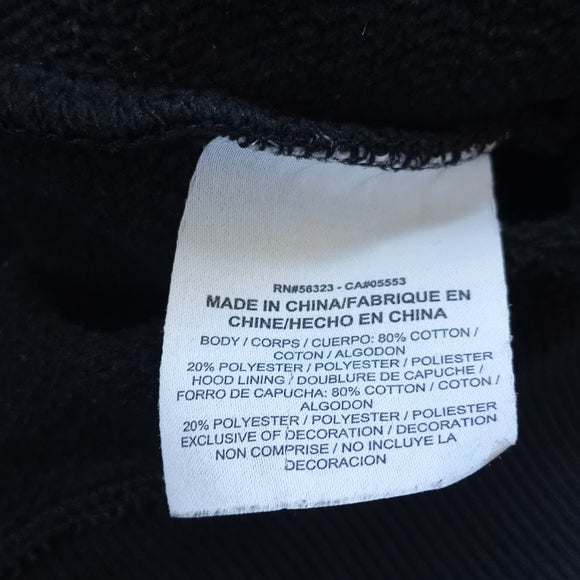 RN#56323 - CA#05553
MADE IN CHINA/FABRIQUE EN
CHINE/HECHO EN CHINA
BODY / CORPS / CUERPO: 80% COTTON /
COTON / ALGODON
20% POLYESTER / POLYESTER / POLIESTER
HOOD LINING / DOUBLURE DE CAPUCHE /
FORRO DE CAPUCHA: 80% COTTON / COTON /
ALGODON
20% POLYESTER / POLYESTER / POLIESTER
EXCLUSIVE OF DECORATION / DECORATION
NON COMPRISE / NO INCLUYE LA
DECORACION